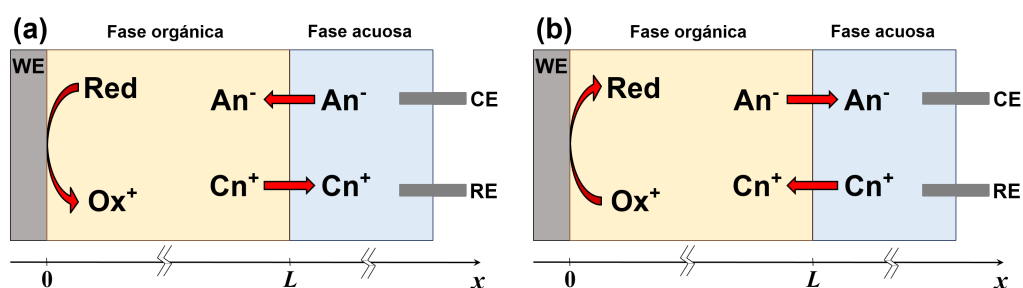 (a)
Fase orgánica
Fase acuosa
WE
Red
An⁻
An⁻
CE
Ox⁺
Cn⁺
Cn⁺
RE
0
L
x
(b)
Fase orgánica
Fase acuosa
WE
Red
An⁻
An⁻
CE
Ox⁺
Cn⁺
Cn⁺
RE
0
L
x